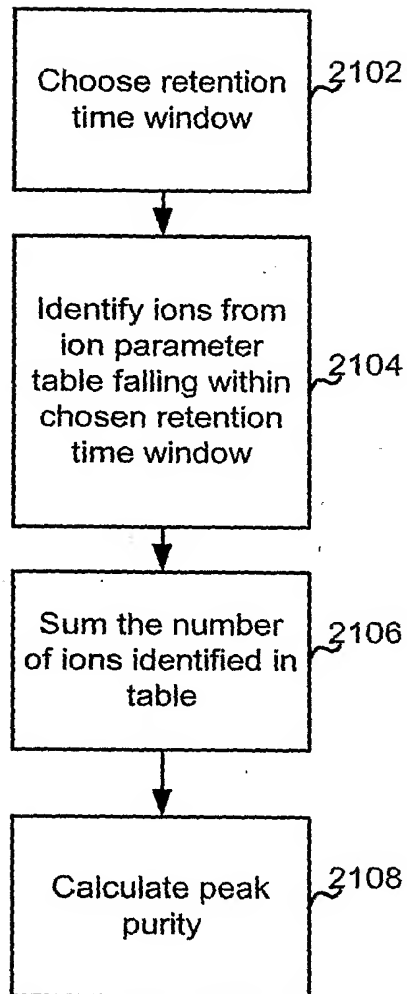 Choose retention
time window
2102
Identify ions from
ion parameter
table falling within
chosen retention
time window
2104
Sum the number
of ions identified in
table
2106
Calculate peak
purity
2108